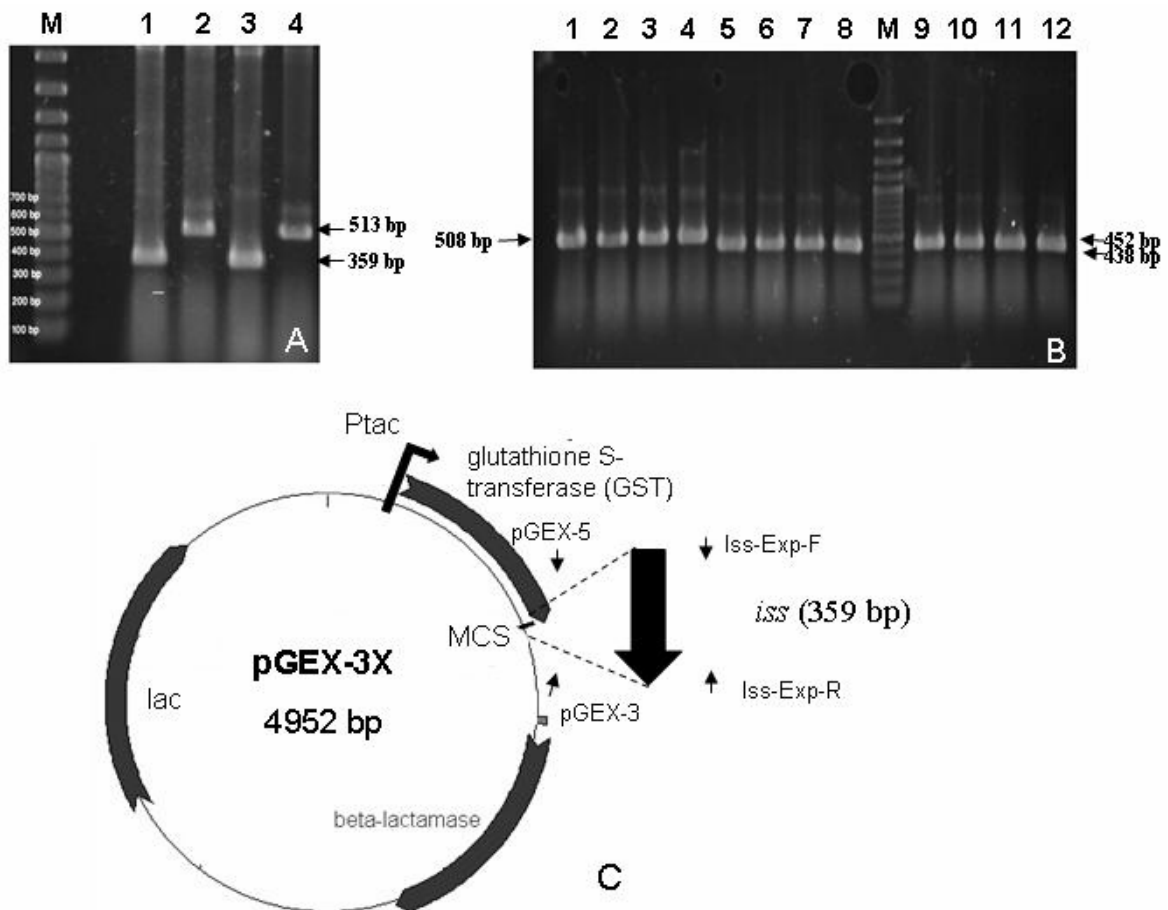 M 1 2 3 4
700 bp
600 bp
500 bp
400 bp
300 bp
200 bp
100 bp
513 bp
359 bp
A
1 2 3 4 5 6 7 8 M 9 10 11 12
508 bp
452 bp
438 bp
B
Ptac
glutathione S-
transferase (GST)
pGEX-5
Iss-Exp-F
iss (359 bp)
MCS
Iss-Exp-R
pGEX-3
pGEX-3X
4952 bp
lac
beta-lactamase
C